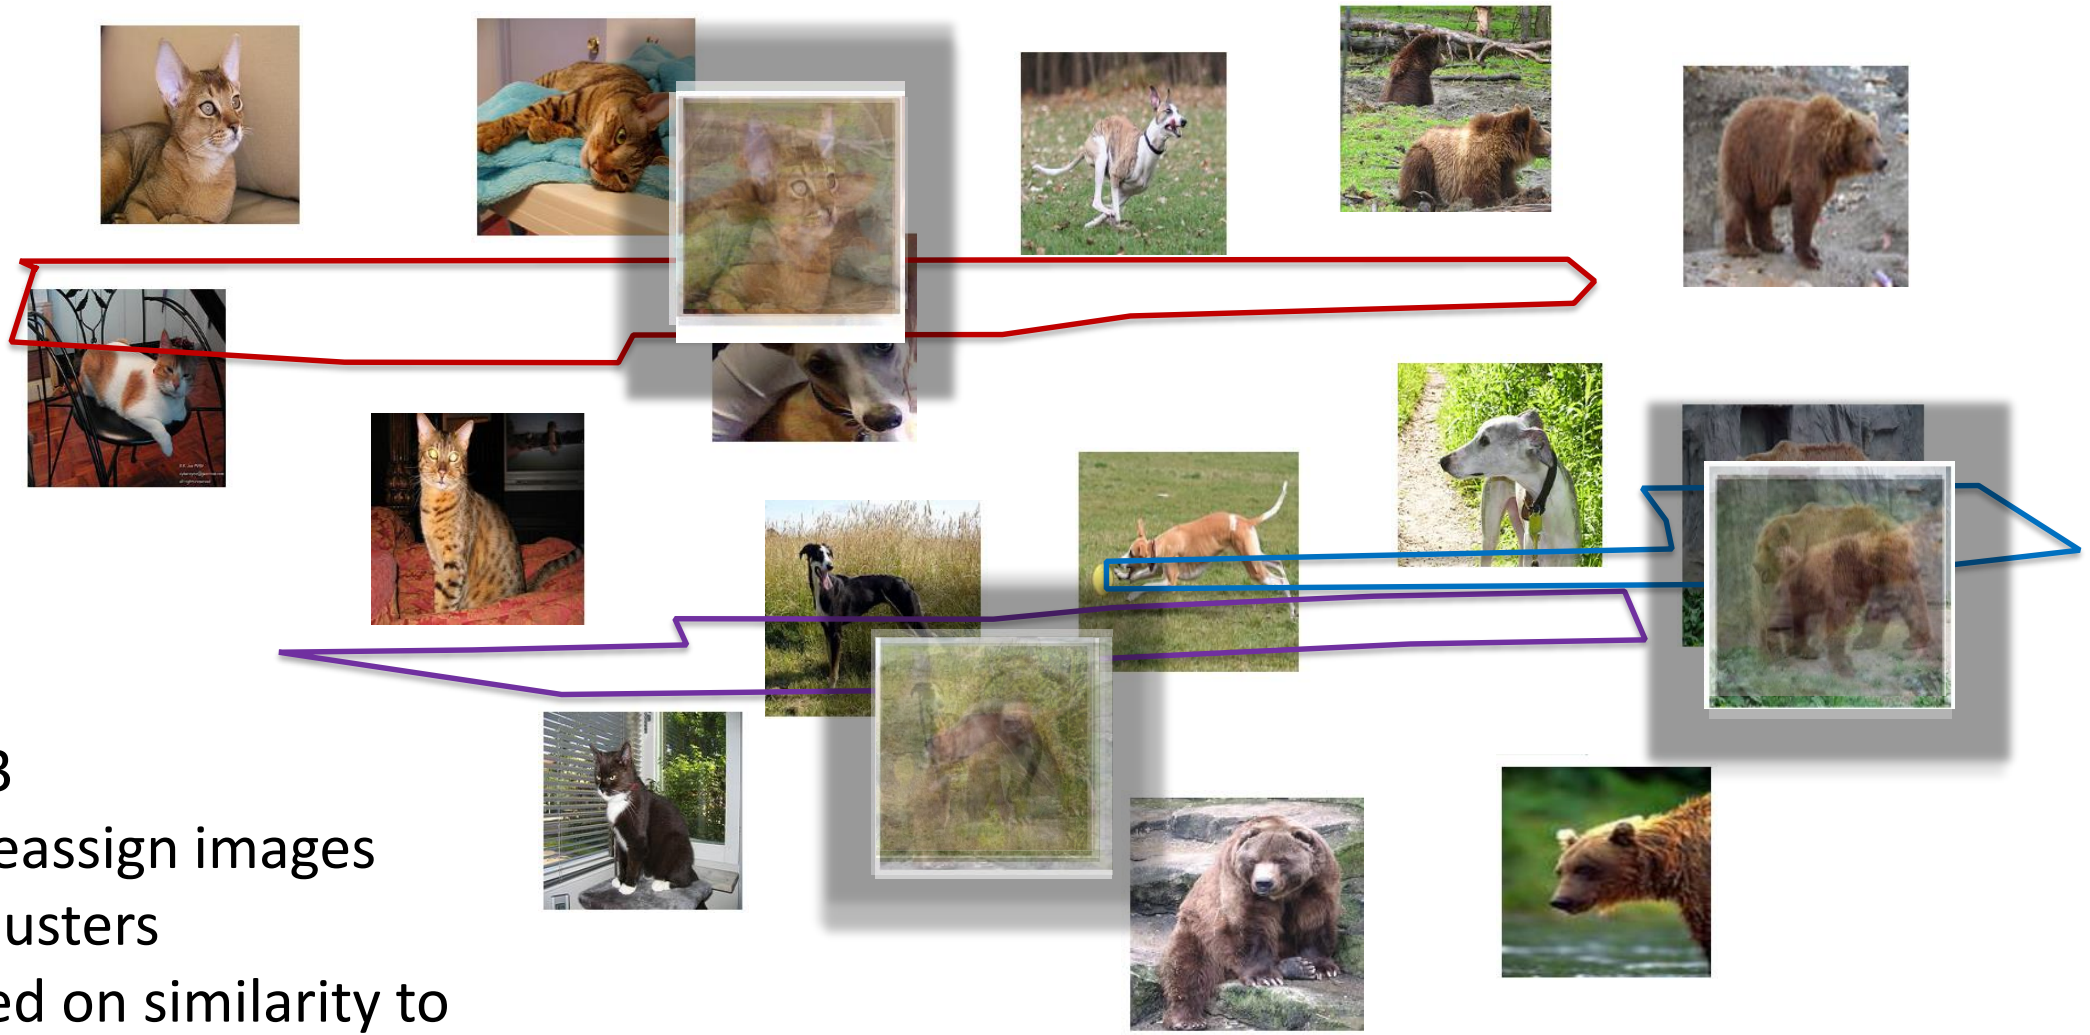 3
eassign images
usters
ed on similarity to